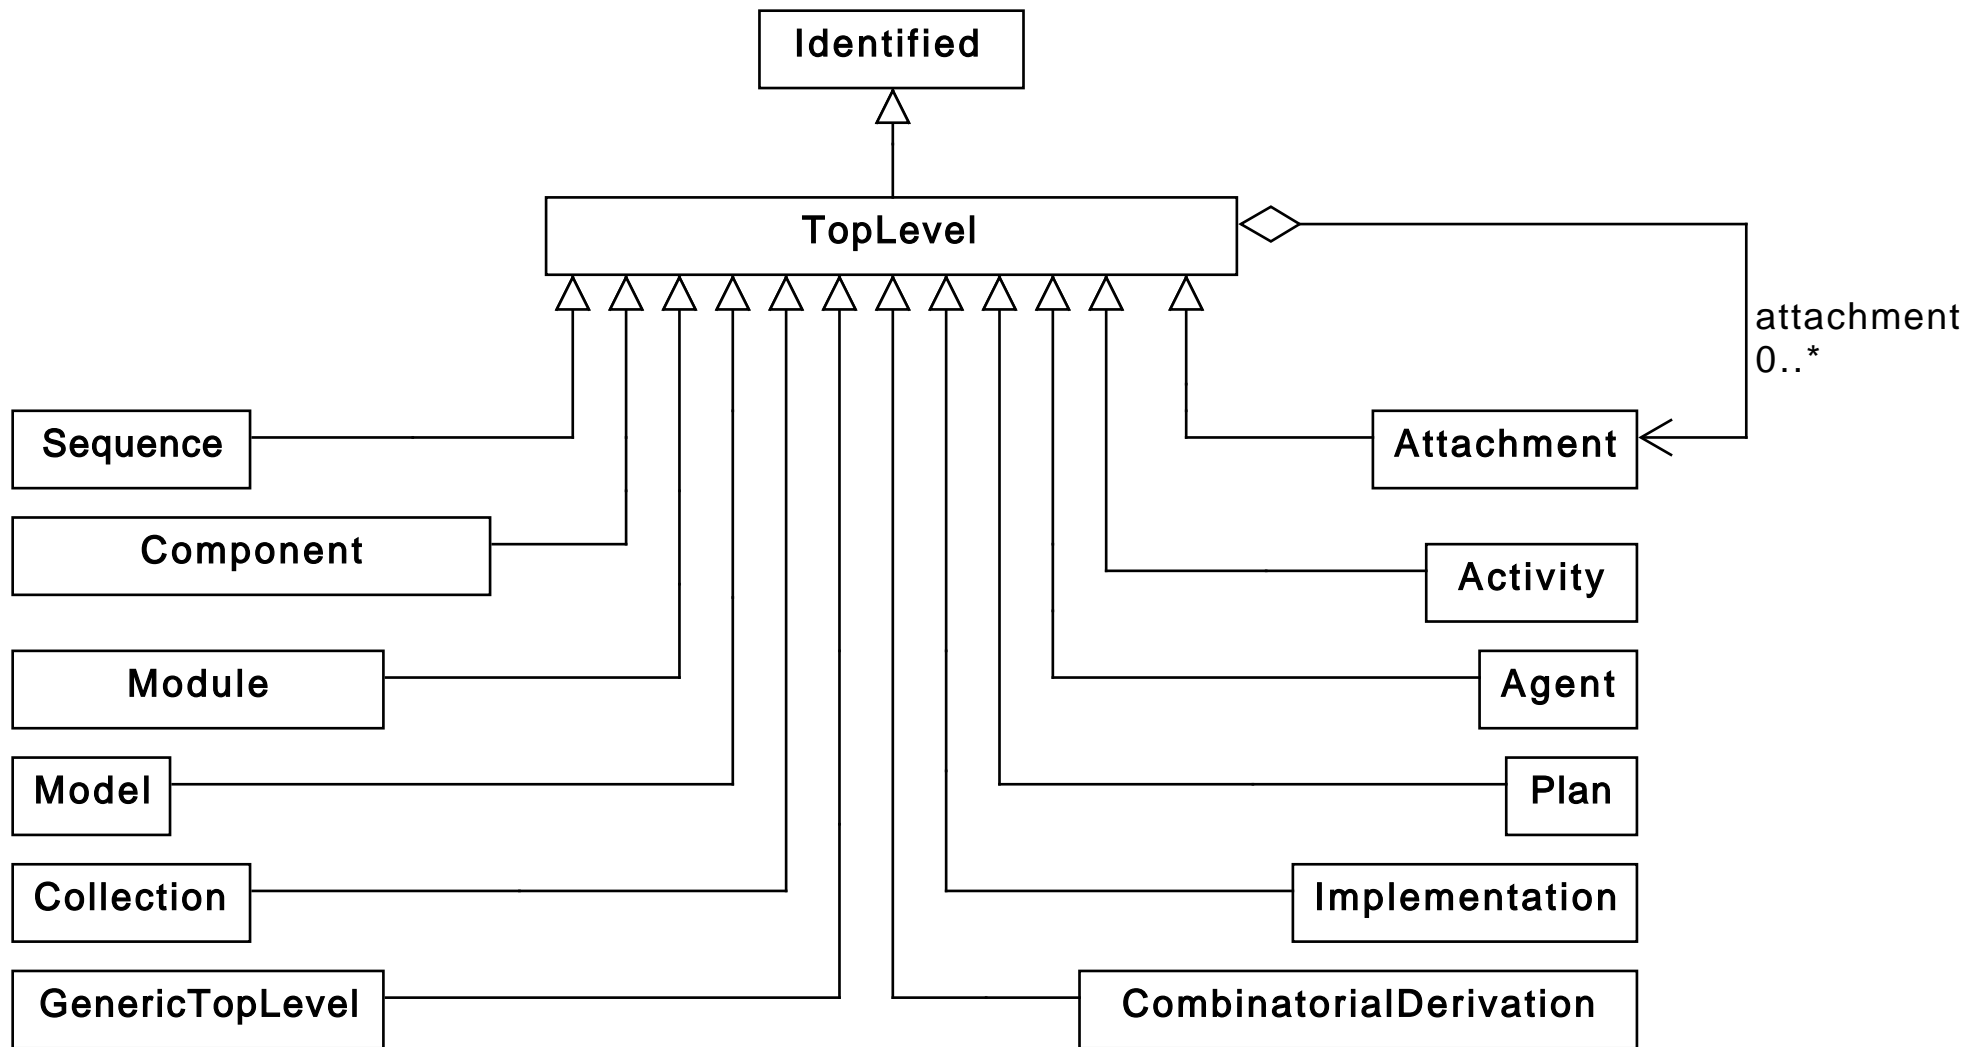 Identified
TopLevel
attachment
0..*
Sequence
Attachment
Component
Activity
Module
Agent
Model
Plan
Collection
Implementation
GenericTopLevel
CombinatorialDerivation